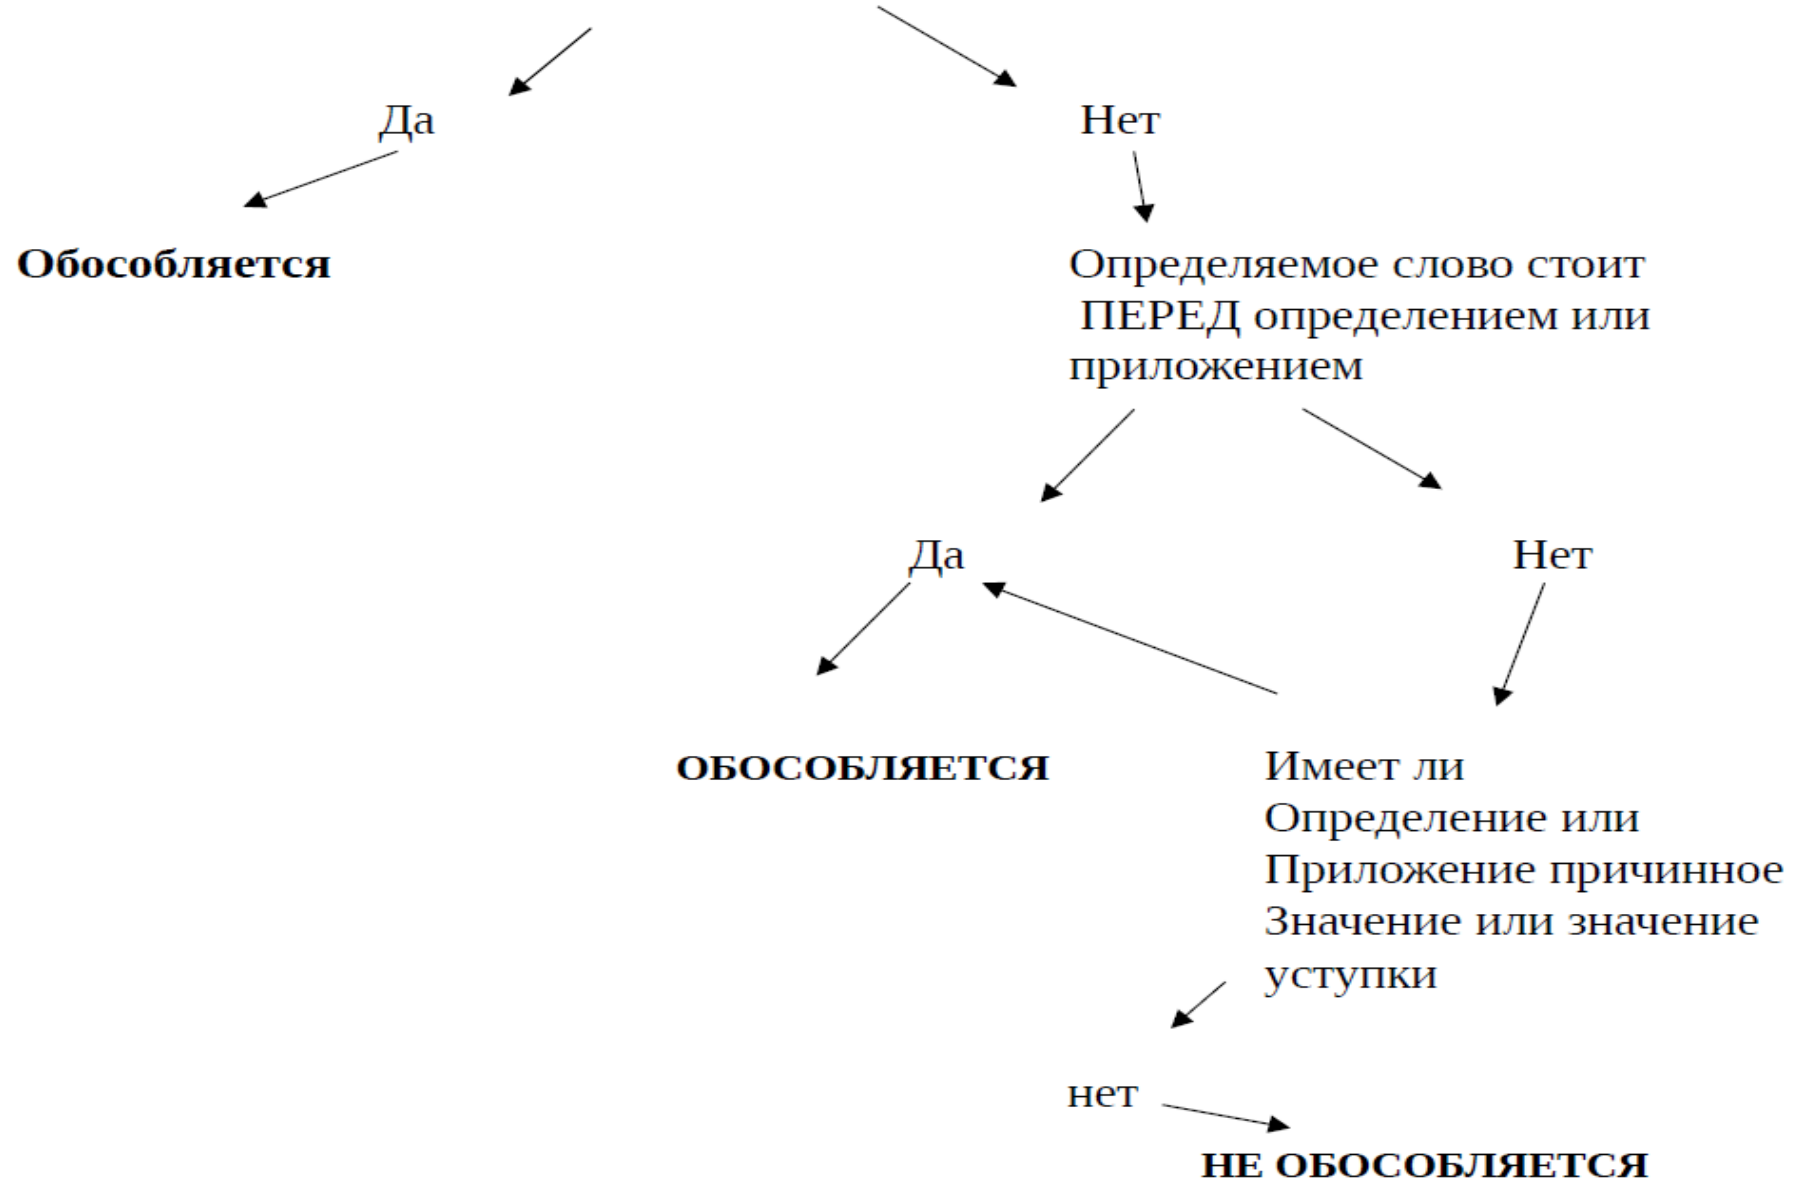 Да
Нет
Обособляется
Определяемое слово стоит
ПЕРЕД определением или
приложением
Да
Нет
ОБОСОБЛЯЕТСЯ
Имеет ли
Определение или
Приложение причинное
Значение или значение
уступки
нет
НЕ ОБОСОБЛЯЕТСЯ